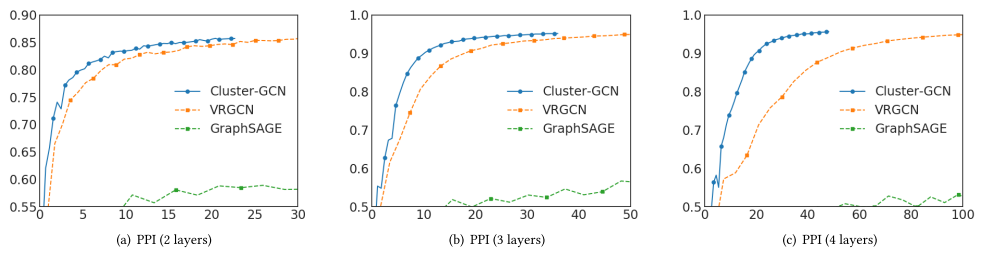 0.90
0.85
0.80
0.75
0.70
0.65
0.60
0.55
0 5 10 15 20 25 30
Cluster-GCN
VRGCN
GraphSAGE
(a) PPI (2 layers)
1.0
0.9
0.8
0.7
0.6
0.5
0 10 20 30 40 50
Cluster-GCN
VRGCN
GraphSAGE
(b) PPI (3 layers)
1.0
0.9
0.8
0.7
0.6
0.5
0 20 40 60 80 100
Cluster-GCN
VRGCN
GraphSAGE
(c) PPI (4 layers)